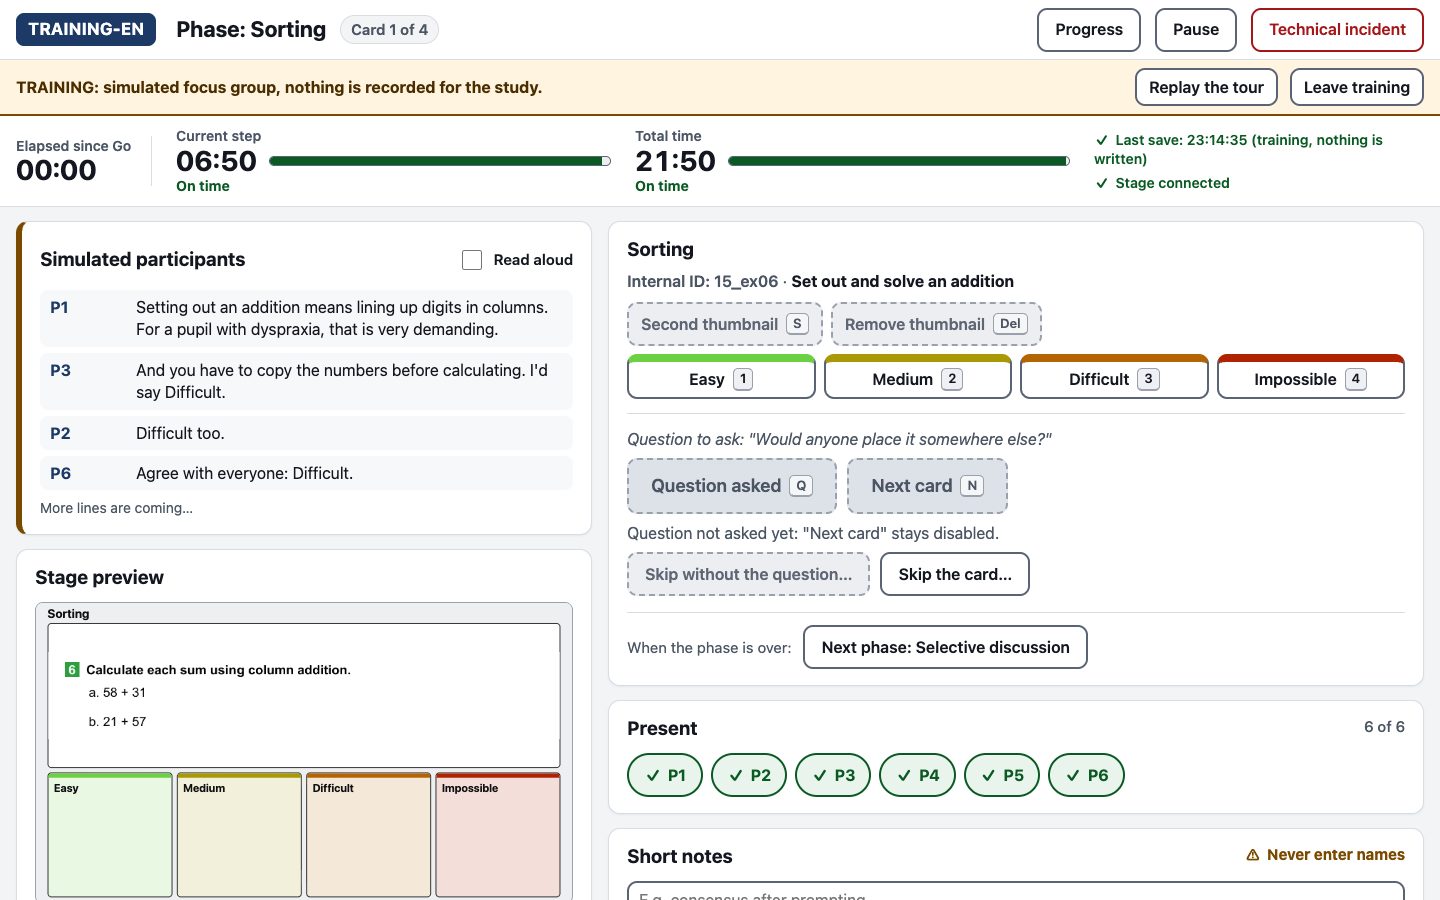 TRAINING-EN
Phase: Sorting
Card 1 of 4
Progress
Pause
Technical incident
TRAINING: simulated focus group, nothing is recorded for the study.
Replay the tour
Leave training
Elapsed since Go
00:00
Current step
06:50
On time
Total time
21:50
On time
✓ Last save: 23:14:35 (training, nothing is
written)
✓ Stage connected
Simulated participants
Read aloud
P1 Setting out an addition means lining up digits in columns.
For a pupil with dyspraxia, that is very demanding.
P3 And you have to copy the numbers before calculating. I'd
say Difficult.
P2 Difficult too.
P6 Agree with everyone: Difficult.
More lines are coming...
Stage preview
Sorting
6 Calculate each sum using column addition.
a. 58 + 31
b. 21 + 57
Easy
Medium
Difficult
Impossible
Sorting
Internal ID: 15_ex06 · Set out and solve an addition
Second thumbnail S
Remove thumbnail Del
Easy 1
Medium 2
Difficult 3
Impossible 4
Question to ask: "Would anyone place it somewhere else?"
Question asked Q
Next card N
Question not asked yet: "Next card" stays disabled.
Skip without the question...
Skip the card...
When the phase is over:
Next phase: Selective discussion
Present
6 of 6
✓ P1
✓ P2
✓ P3
✓ P4
✓ P5
✓ P6
Short notes
⚠ Never enter names
E.g. consensus after prompting